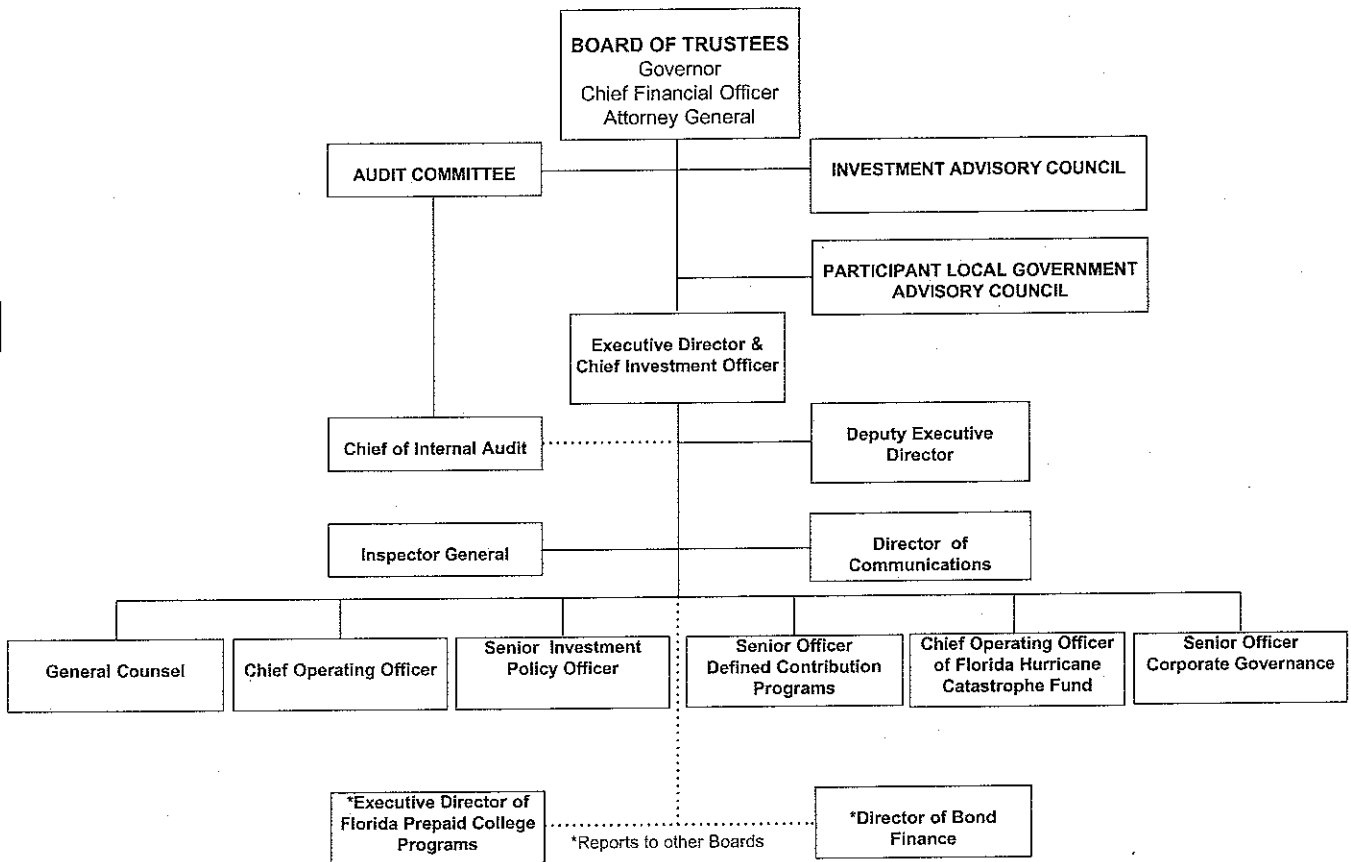 BOARD OF TRUSTEES
Governor
Chief Financial Officer
Attorney General
AUDIT COMMITTEE
INVESTMENT ADVISORY COUNCIL
PARTICIPANT LOCAL GOVERNMENT
ADVISORY COUNCIL
Executive Director &
Chief Investment Officer
Chief of Internal Audit
Deputy Executive
Director
Inspector General
Director of
Communications
General Counsel
Chief Operating Officer
Senior Investment
Policy Officer
Senior Officer
Defined Contribution
Programs
Chief Operating Officer
of Florida Hurricane
Catastrophe Fund
Senior Officer
Corporate Governance
*Executive Director of
Florida Prepaid College
Programs
*Reports to other Boards
*Director of Bond
Finance